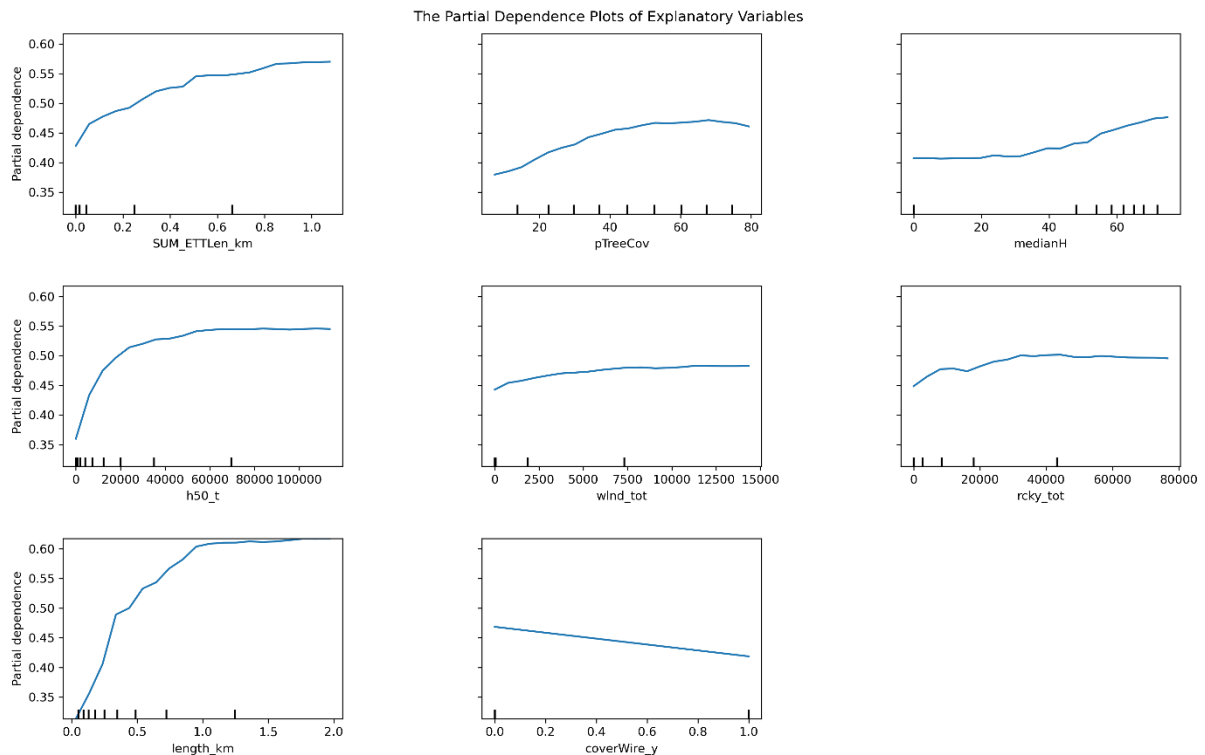 The Partial Dependence Plots of Explanatory Variables
Partial dependence
0.60
0.55
0.50
0.45
0.40
0.35
0.0 0.2 0.4 0.6 0.8 1.0
SUM_ETTLen_km
20 40 60 80
pTreeCov
0 20 40 60
medianH
Partial dependence
0.60
0.55
0.50
0.45
0.40
0.35
0 20000 40000 60000 80000 100000
h50_t
0 2500 5000 7500 10000 12500 15000
wlnd_tot
0 20000 40000 60000 80000
rcky_tot
Partial dependence
0.60
0.55
0.50
0.45
0.40
0.35
0.0 0.5 1.0 1.5 2.0
length_km
0.0 0.2 0.4 0.6 0.8 1.0
coverWire_y